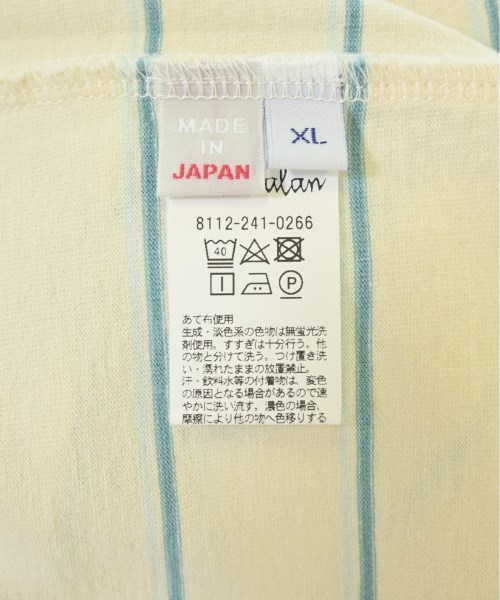 MADE
IN
JAPAN
XL
alan
8112-241-0266
40
P
あて布使用
生成・淡色系の色物は無蛍光洗
剤使用。すすぎは十分行う。他
の物と分けて洗う。つけ置き洗
い・濡れたままの放置禁止。
汗・飲料水等の付着物は、変色
の原因となる場合があるので速
やかに洗い流す。濃色の場合、
摩擦により他の物へ色移りする